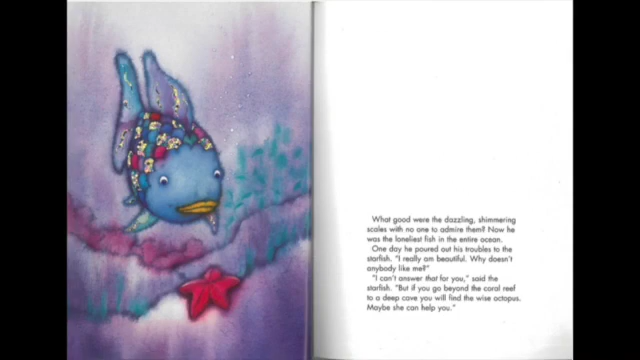 What good were the dazzling, shimmering
scales with no one to admire them? Now he
was the loneliest fish in the entire ocean.
One day he poured out his troubles to the
starfish. "I really am beautiful. Why doesn't
anybody like me?"
"I can't answer that for you," said the
starfish. "But if you go beyond the coral reef
to a deep cave you will find the wise octopus.
Maybe she can help you."